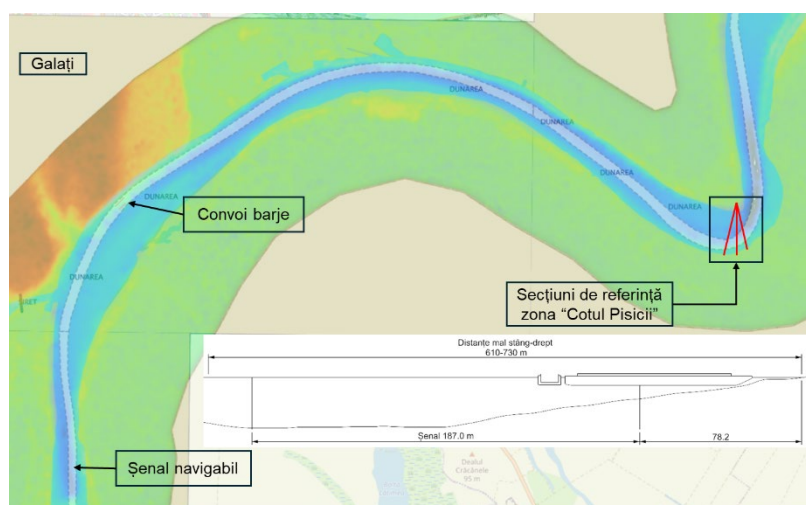 Galați
DUNAREA
DUNAREA
DUNAREA
DUNAREA
DUNAREA
Convoi barje
DUNAREA
Secțiuni de referință
zona “Cotul Pisicii”
Distanțe mal stâng-drept
610-730 m
Șenal 187.0 m
78.2
Șenal navigabil
Dealul
Crăcănele
95 m